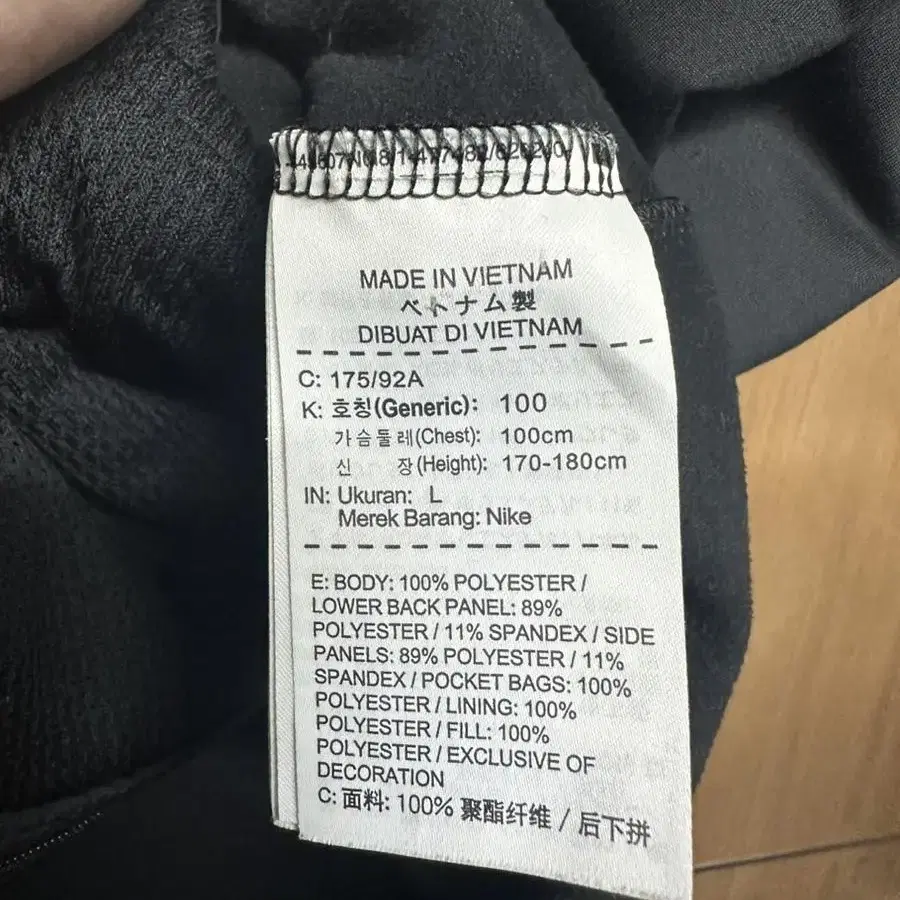 MADE IN VIETNAM
ベトナム製
DIBUAT DI VIETNAM
C: 175/92A
K: 호칭(Generic): 100
가슴둘레(Chest): 100cm
신 장(Height): 170-180cm
IN: Ukuran: L
Merek Barang: Nike
E: BODY: 100% POLYESTER /
LOWER BACK PANEL: 89%
POLYESTER / 11% SPANDEX / SIDE
PANELS: 89% POLYESTER / 11%
SPANDEX / POCKET BAGS: 100%
POLYESTER / LINING: 100%
POLYESTER / FILL: 100%
POLYESTER / EXCLUSIVE OF
DECORATION
C: 面料: 100% 聚酯纤维 / 后下拼